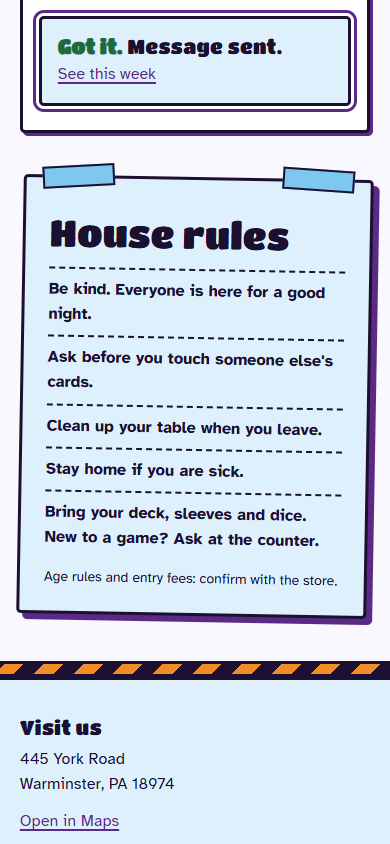 Got it. Message sent.
See this week
House rules
Be kind. Everyone is here for a good
night.
Ask before you touch someone else's
cards.
Clean up your table when you leave.
Stay home if you are sick.
Bring your deck, sleeves and dice.
New to a game? Ask at the counter.
Age rules and entry fees: confirm with the store.
Visit us
445 York Road
Warminster, PA 18974
Open in Maps